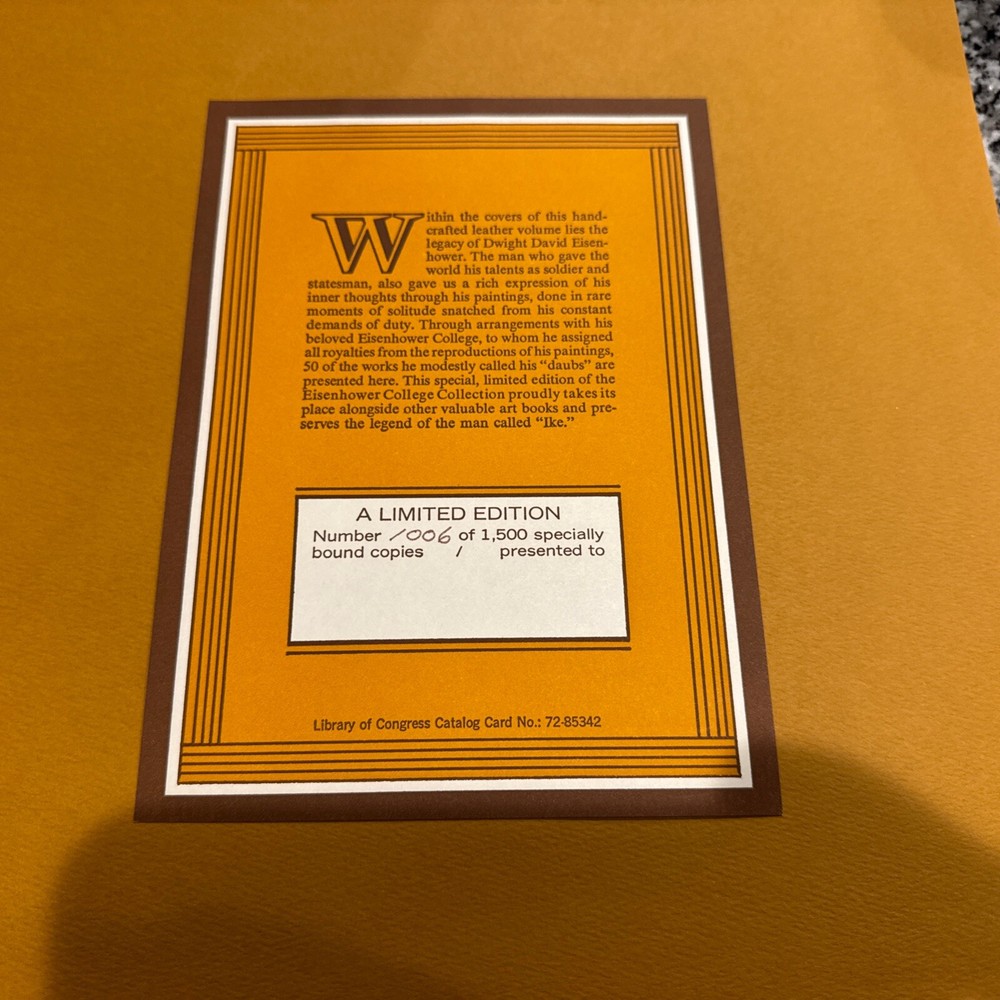 Within the covers of this hand-
crafted leather volume lies the
legacy of Dwight David Eisen-
hower. The man who gave the
world his talents as soldier and
statesman, also gave us a rich expression of his
inner thoughts through his paintings, done in rare
moments of solitude snatched from his constant
demands of duty. Through arrangements with his
beloved Eisenhower College, to whom he assigned
all royalties from the reproductions of his paintings,
50 of the works he modestly called his “daubs” are
presented here. This special, limited edition of the
Eisenhower College Collection proudly takes its
place alongside other valuable art books and pre-
serves the legend of the man called “Ike.”
A LIMITED EDITION
Number 1006 of 1,500 specially
bound copies / presented to
Library of Congress Catalog Card No.: 72-85342